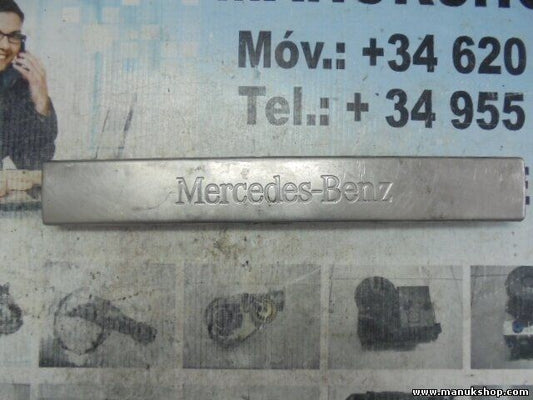 Móv.: +34 620
Tel.: + 34 955
Mercedes-Benz
www.manukshop.com